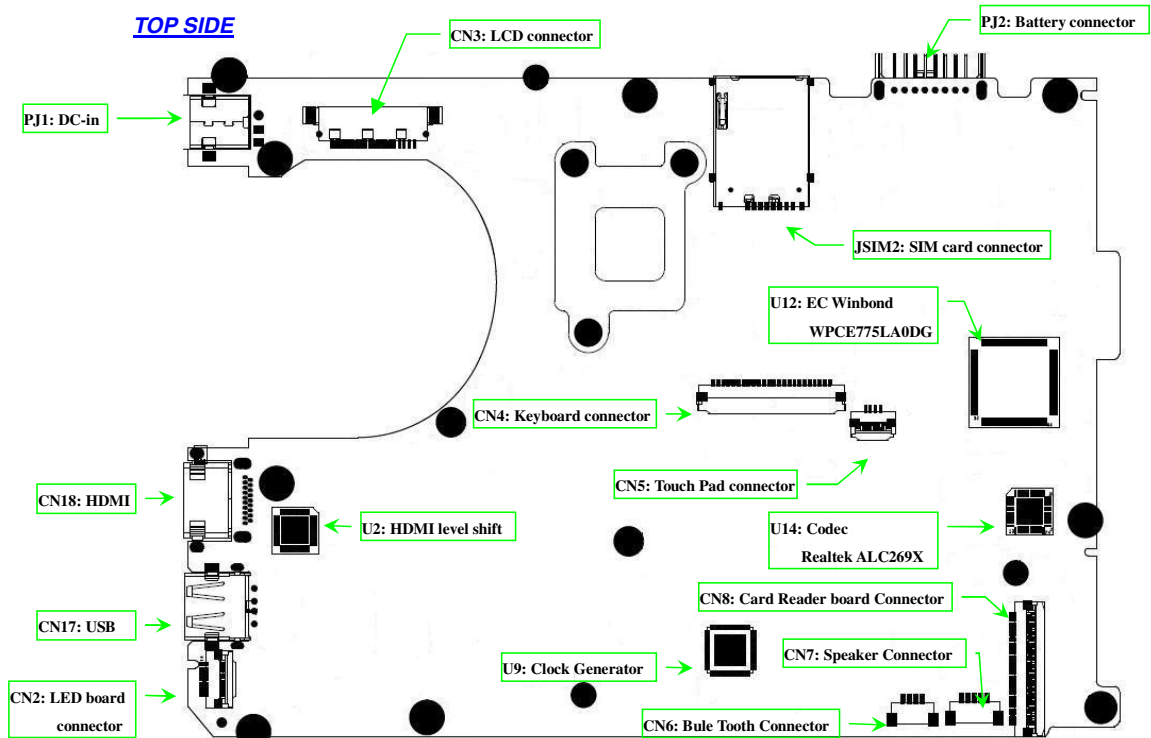 TOP SIDE
PJ2: Battery connector
CN3: LCD connector
PJ1: DC-in
JSIM2: SIM card connector
U12: EC Winbond
WPCE775LA0DG
CN4: Keyboard connector
CN5: Touch Pad connector
CN18: HDMI
U2: HDMI level shift
U14: Codec
Realtek ALC269X
CN8: Card Reader board Connector
CN17: USB
CN7: Speaker Connector
U9: Clock Generator
CN2: LED board
connector
CN6: Bule Tooth Connector